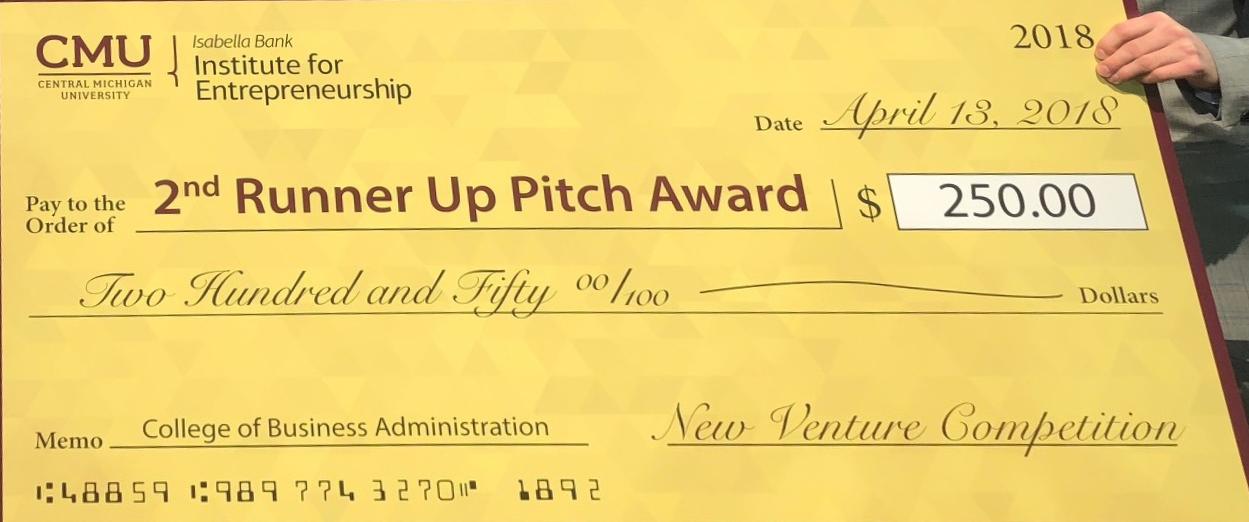 CMU
CENTRAL MICHIGAN
UNIVERSITY
Isabella Bank
Institute for
Entrepreneurship
2018
Date April 13, 2018
Pay to the
Order of 2nd Runner Up Pitch Award $ 250.00
Two Hundred and Fifty 00/100 Dollars
Memo College of Business Administration New Venture Competition
⑆48859 ⑆989 774 3270⑈ 1892